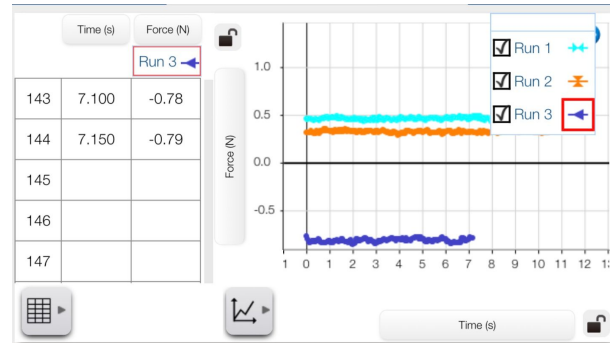 Time (s) Force (N)
Run 3
143 7.100 -0.78
144 7.150 -0.79
145
146
147
Force (N)
1.0
0.5
0.0
-0.5
1 0 1 2 3 4 5 6 7 8 9 10 11 12 13
Time (s)
Run 1
Run 2
Run 3